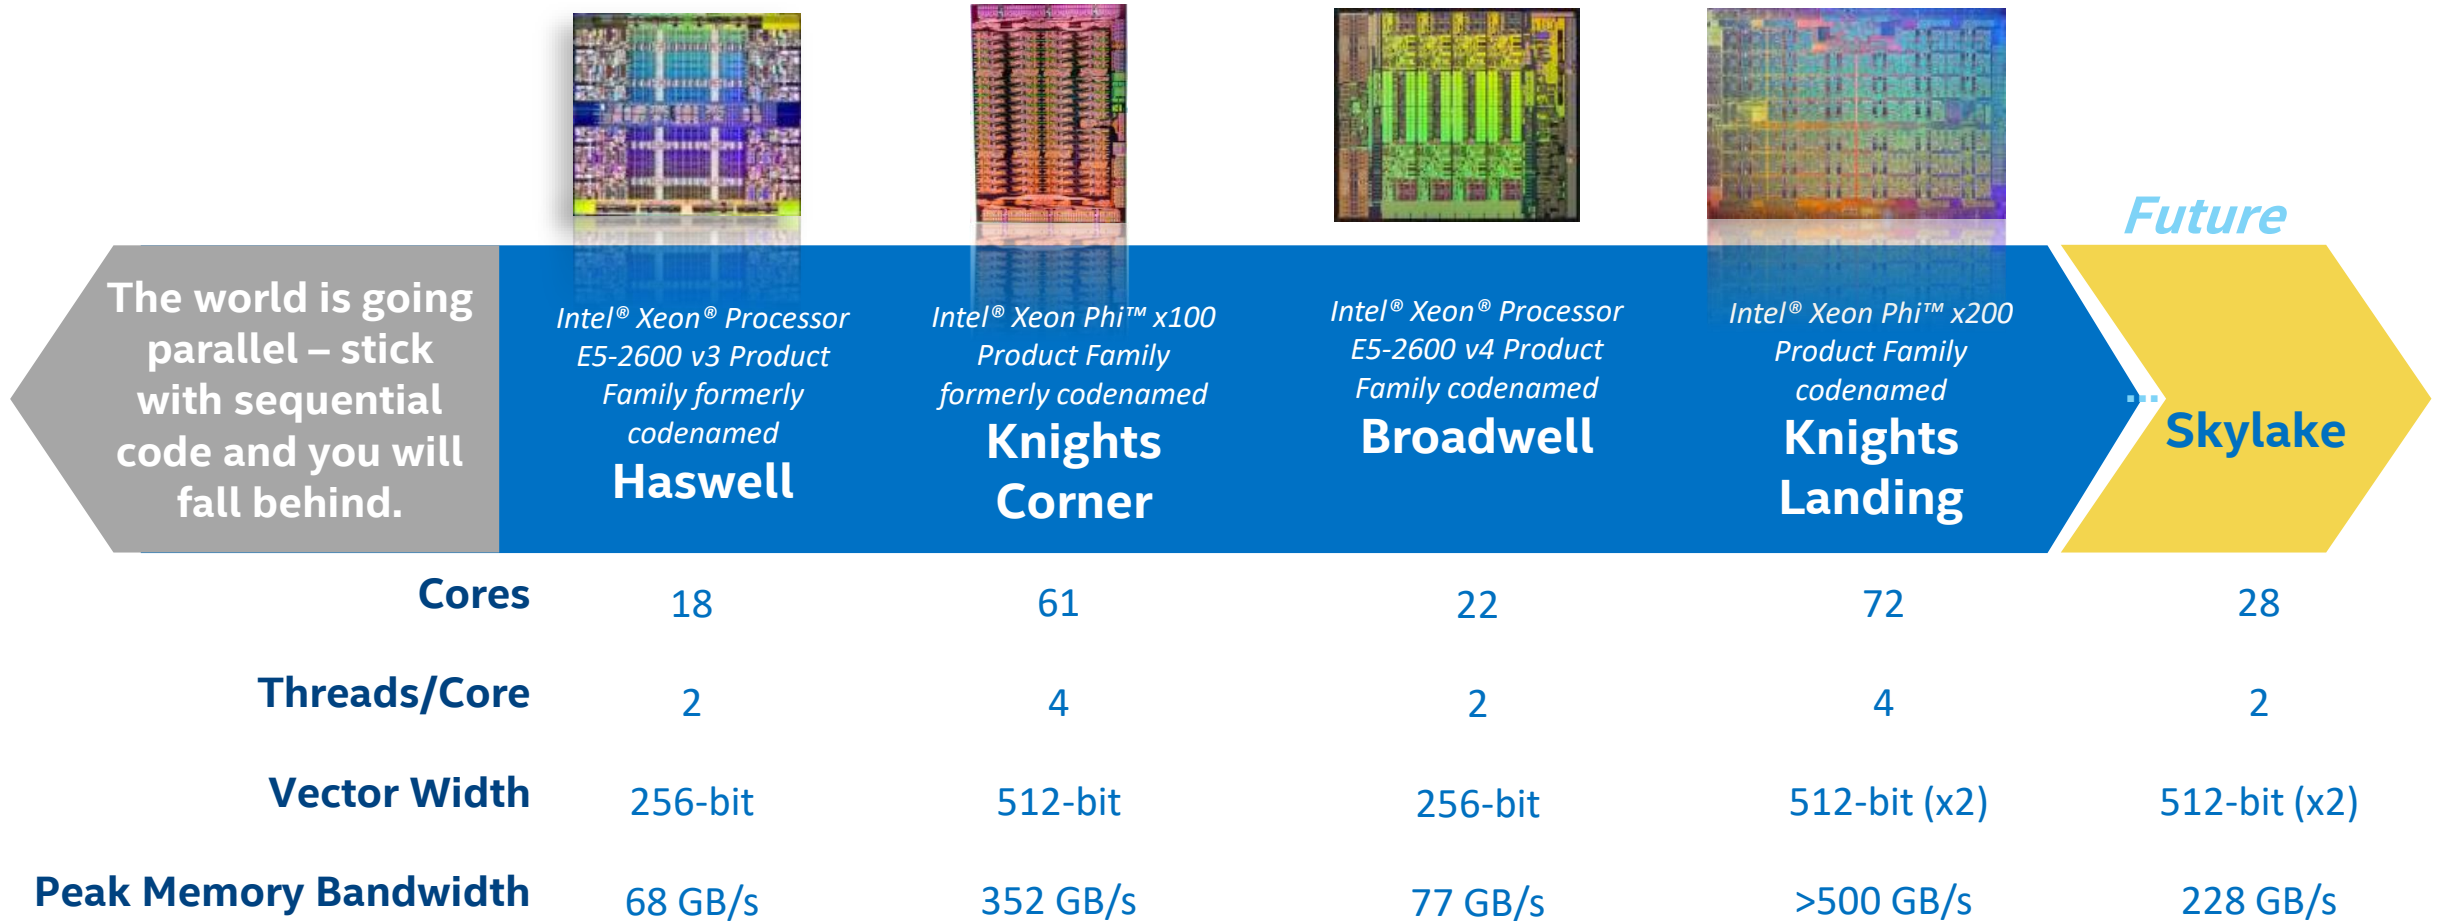 Future
The world is going
parallel – stick
with sequential
code and you will
fall behind.
Intel® Xeon® Processor
E5-2600 v3 Product
Family formerly
codenamed
Haswell
Intel® Xeon Phi™ x100
Product Family
formerly codenamed
Knights
Corner
Intel® Xeon® Processor
E5-2600 v4 Product
Family codenamed
Broadwell
Intel® Xeon Phi™ x200
Product Family
codenamed
Knights
Landing
...
Skylake
Cores 18 61 22 72 28
Threads/Core 2 4 2 4 2
Vector Width 256-bit 512-bit 256-bit 512-bit (x2) 512-bit (x2)
Peak Memory Bandwidth 68 GB/s 352 GB/s 77 GB/s >500 GB/s 228 GB/s